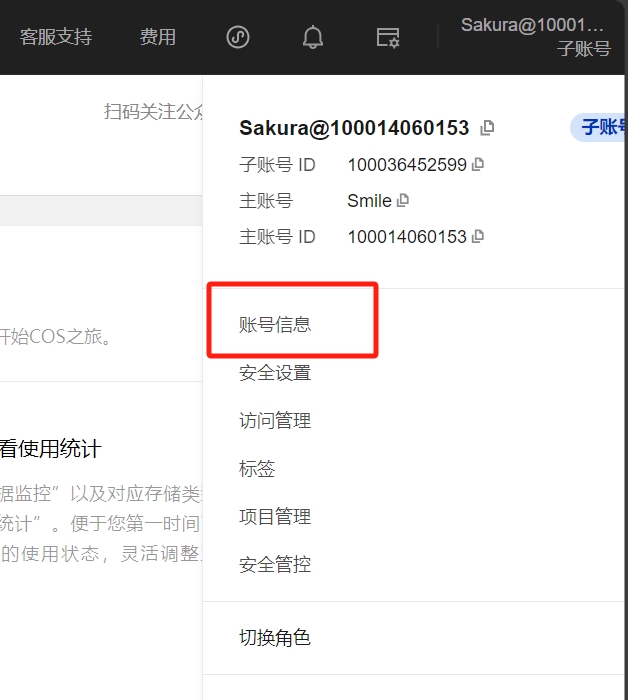 客服支持 费用 Sakura@10001...
子账号
扫码关注公众
Sakura@100014060153 子账号
子账号 ID 100036452599
主账号 Smile
主账号 ID 100014060153
账号信息
开始COS之旅。
安全设置
访问管理
看使用统计
标签
据监控”以及对应存储类
项目管理
统计”。便于您第一时间
的使用状态，灵活调整
安全管控
切换角色